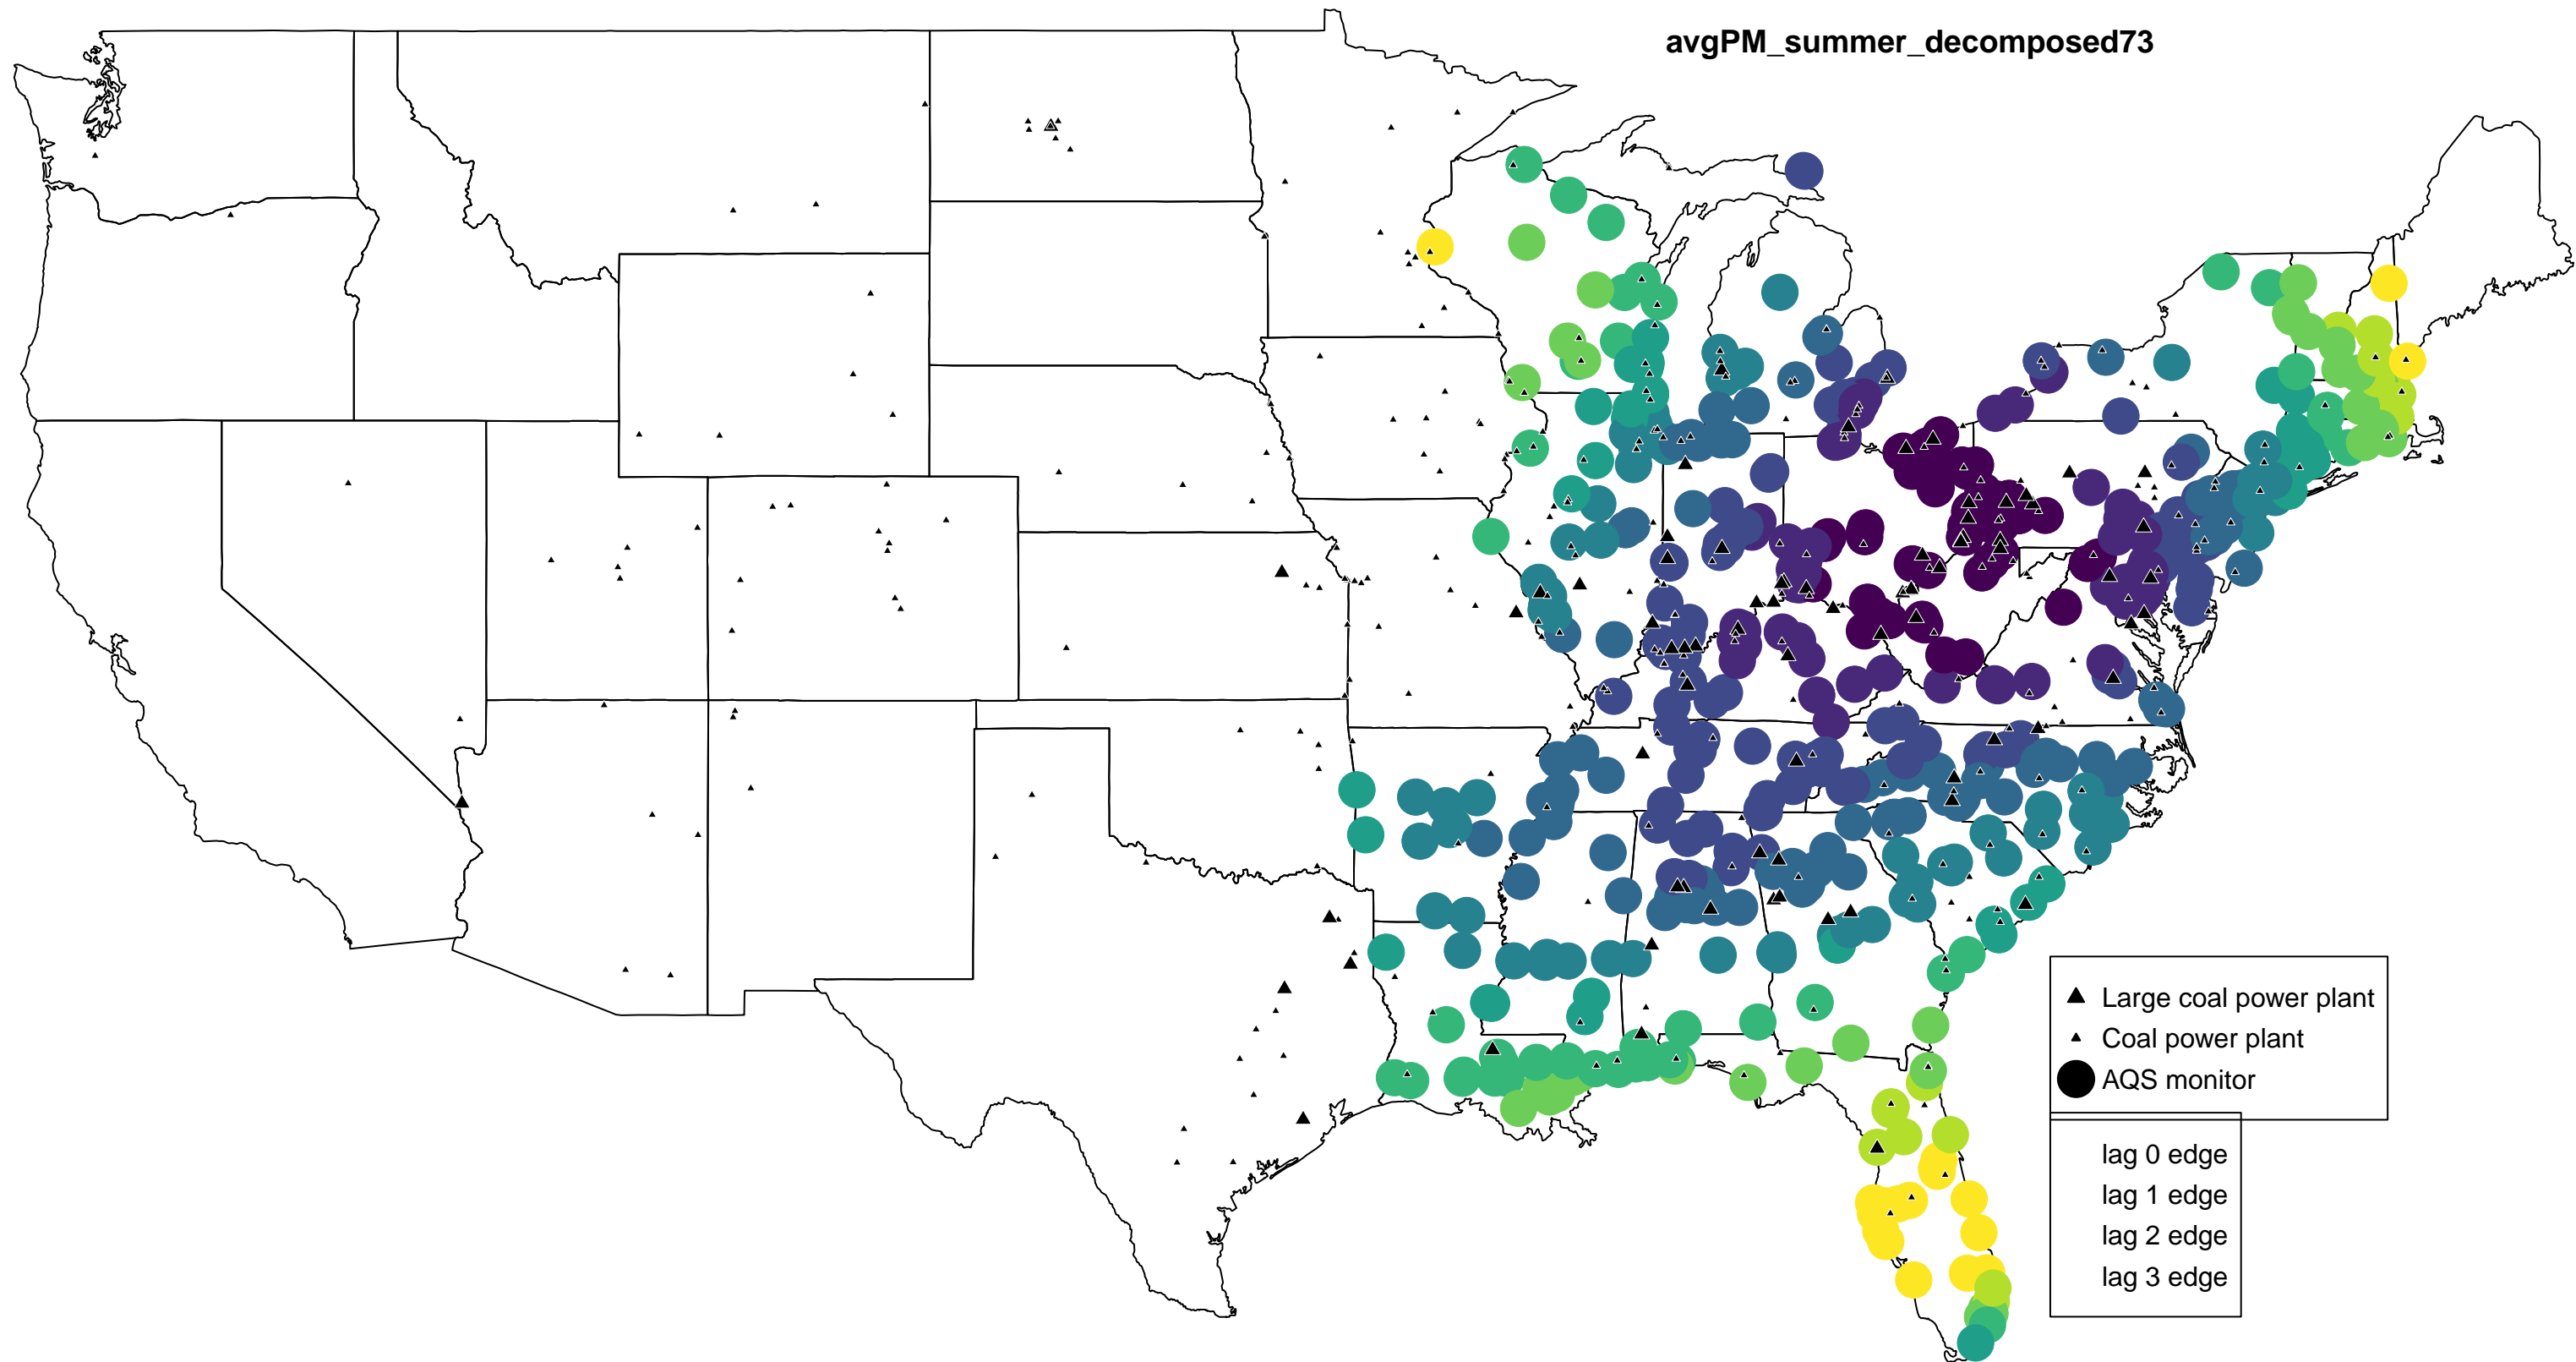 avgPM_summer_decomposed73
Large coal power plant
Coal power plant
AQS monitor
lag 0 edge
lag 1 edge
lag 2 edge
lag 3 edge